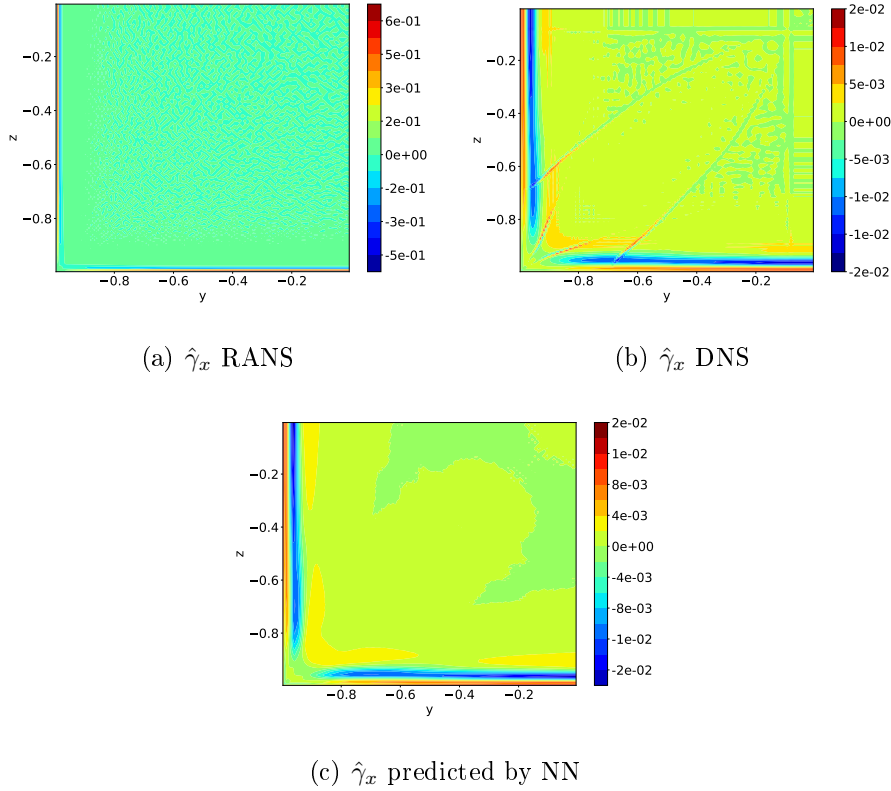 −0.2
−0.4
−0.6
−0.8
z
−0.8
−0.6
−0.4
−0.2
y
6e-01
5e-01
3e-01
2e-01
0e+00
-2e-01
-3e-01
-5e-01
(a) γ̂ₓ RANS
−0.2
−0.4
−0.6
−0.8
z
−0.8
−0.6
−0.4
−0.2
y
2e-02
1e-02
1e-02
5e-03
0e+00
-5e-03
-1e-02
-2e-02
-2e-02
(b) γ̂ₓ DNS
−0.2
−0.4
−0.6
−0.8
z
−0.8
−0.6
−0.4
−0.2
y
2e-02
1e-02
8e-03
4e-03
0e+00
-4e-03
-8e-03
-1e-02
-2e-02
(c) γ̂ₓ predicted by NN